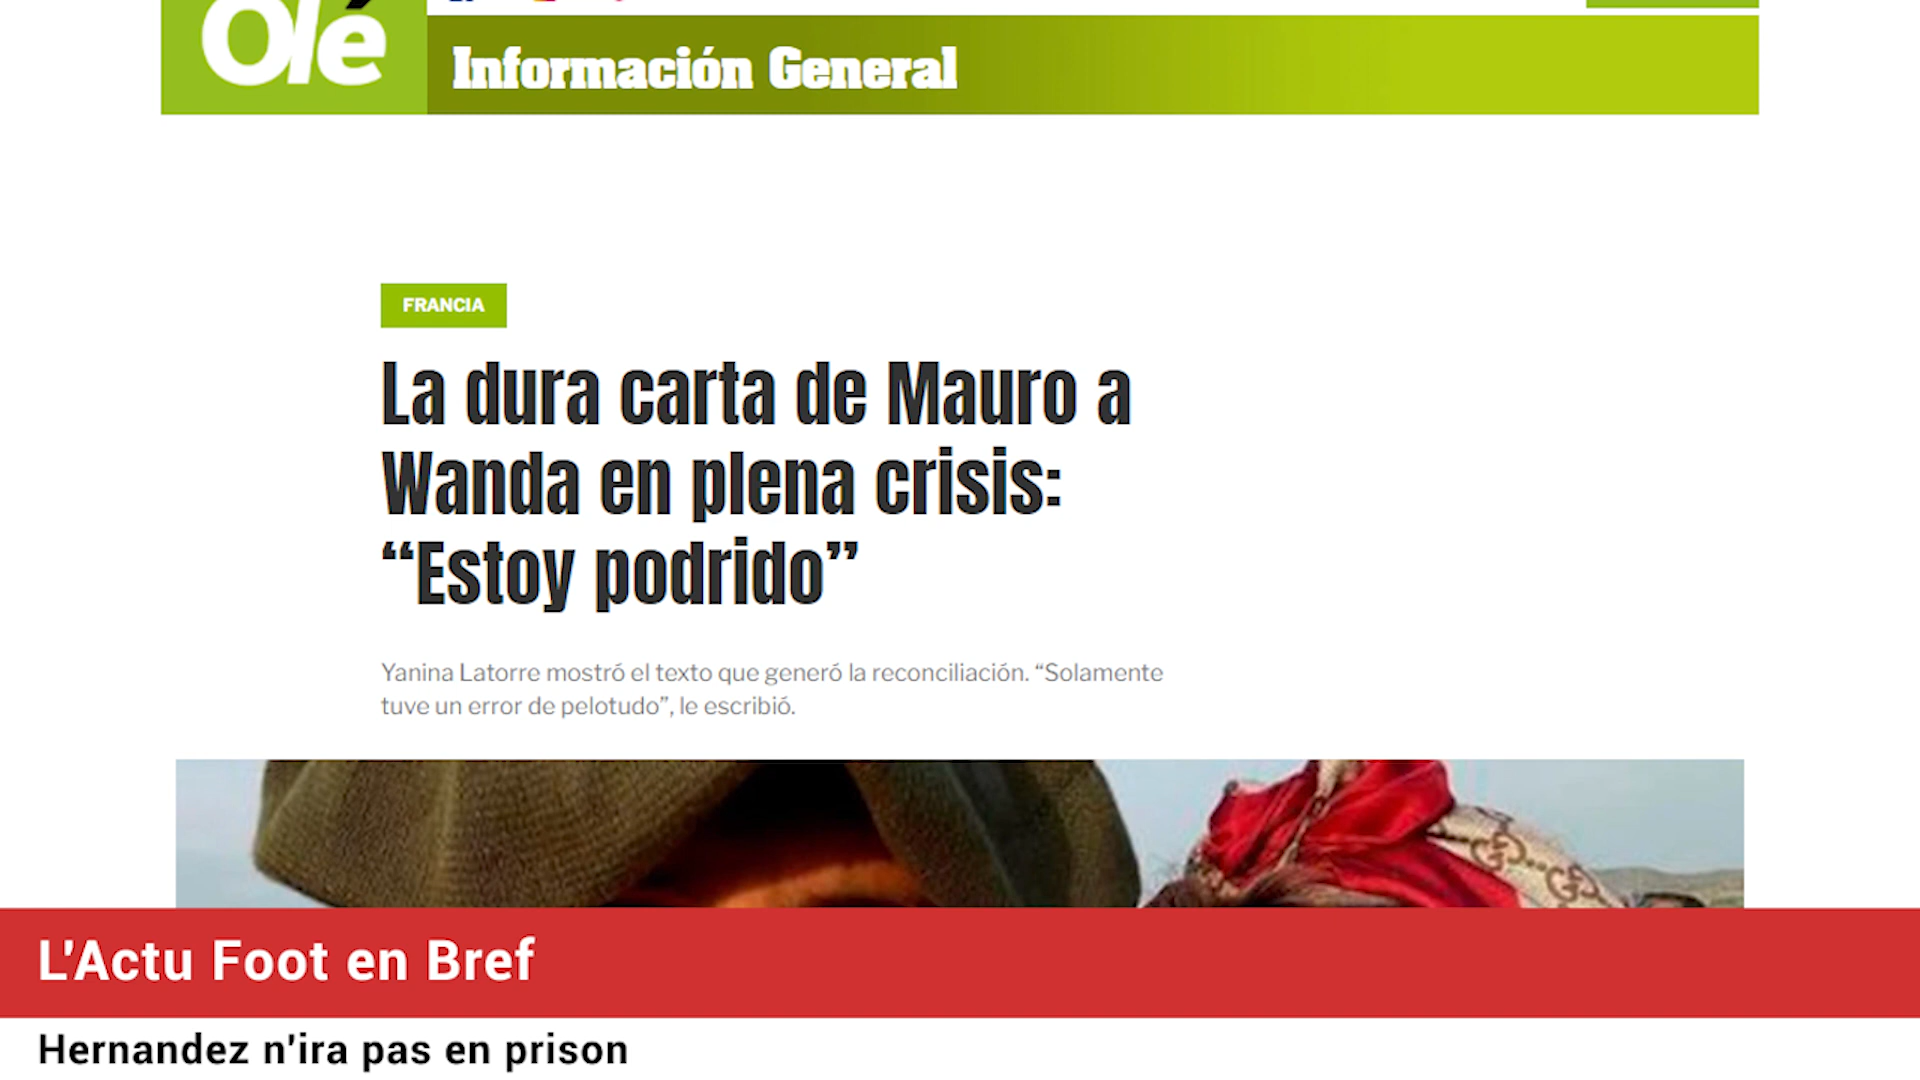 Olé
Información General
FRANCIA
La dura carta de Mauro a
Wanda en plena crisis:
“Estoy podrido”
Yanina Latorre mostró el texto que generó la reconciliación. “Solamente
tuve un error de pelotudo”, le escribió.
L'Actu Foot en Bref
Hernandez n'ira pas en prison